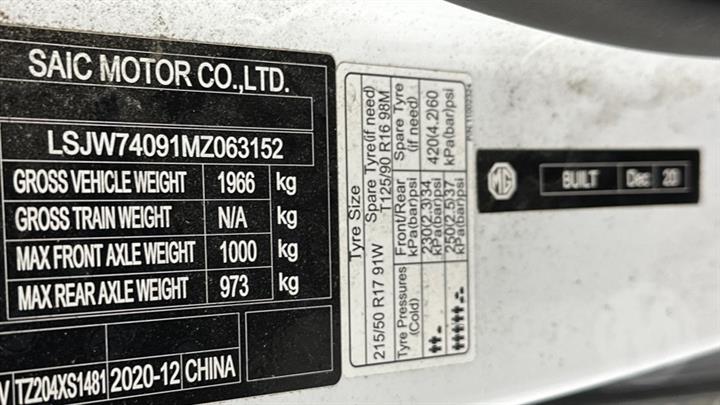 SAIC MOTOR CO.,LTD.
LSJW74091MZ063152
GROSS VEHICLE WEIGHT 1966 kg
GROSS TRAIN WEIGHT N/A kg
MAX FRONT AXLE WEIGHT 1000 kg
MAX REAR AXLE WEIGHT 973 kg
V TZ204XS1481 2020-12 CHINA
Tyre Size
215/50 R17 91W Spare Tyre(if need)
T125/90 R16 98M
Tyre Pressures (Cold) Front/Rear kPa(bar)psi Spare Tyre (if need)
230(2.3)34 420(4.2)60
250(2.5)37 kPa(bar)psi
P/N:11002324
MG BUILT Dec 20